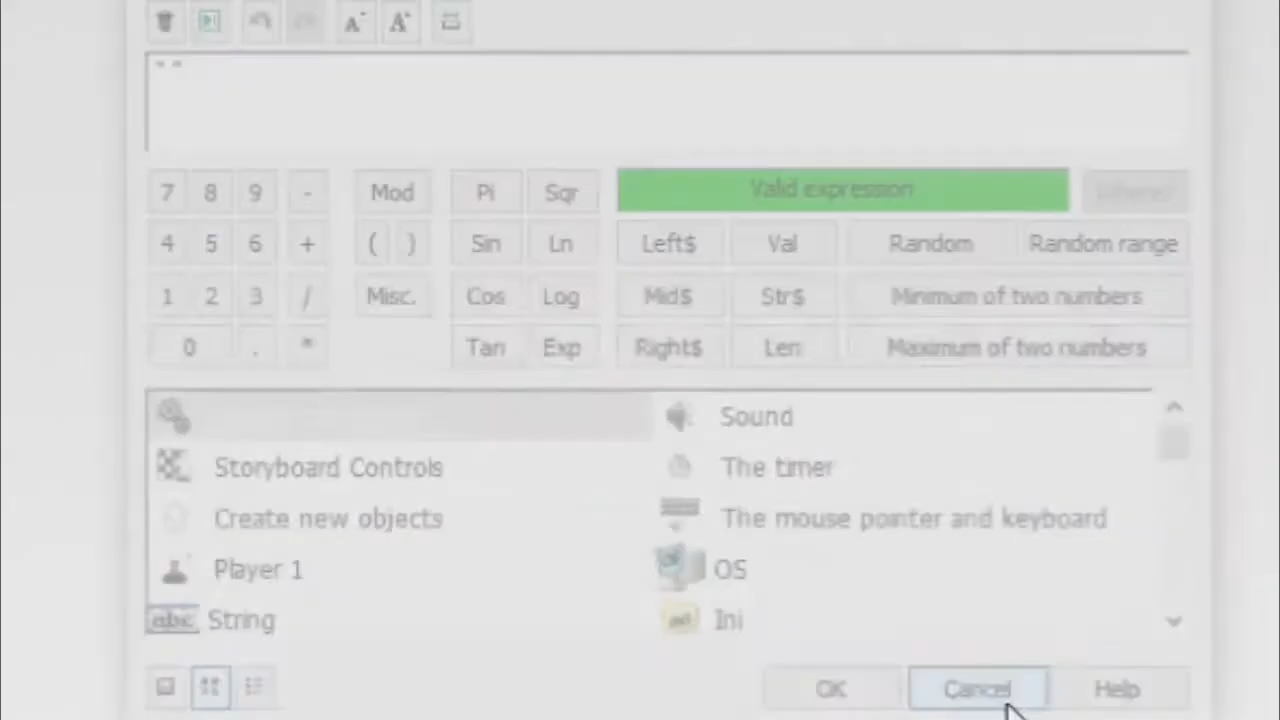 A A
""
7 8 9 - Mod Pi Sqr Valid expression
4 5 6 + ( ) Sin Ln Left$ Val Random Random range
1 2 3 / Misc. Cos Log Mid$ Str$ Minimum of two numbers
0 . * Tan Exp Right$ Len Maximum of two numbers
Sound
Storyboard Controls The timer
Create new objects The mouse pointer and keyboard
Player 1 OS
abc String Ini
OK Cancel Help